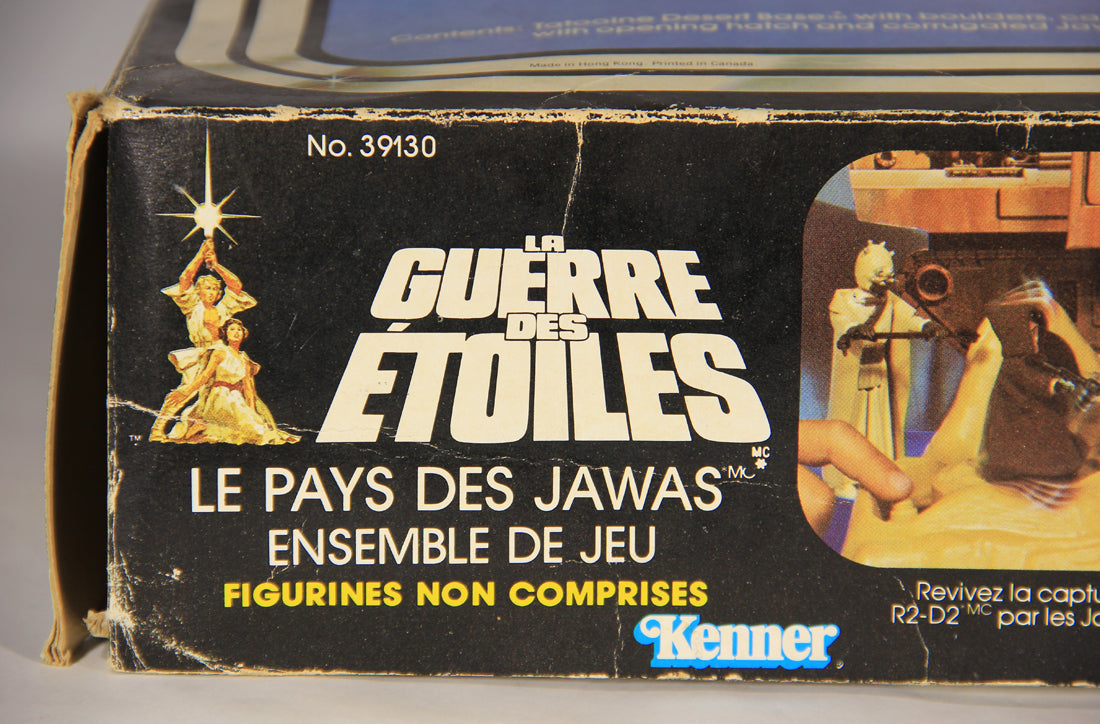 Contents: Tatooine Desert Base with boulders,
with opening hatch and corrugated
Made in Hong Kong Printed in Canada
No. 39130
LA
GUERRE
DES
ÉTOILES
MC
*
TM
LE PAYS DES JAWAS*MC
ENSEMBLE DE JEU
FIGURINES NON COMPRISES
Kenner
Revivez la captu
R2-D2*MC par les Ja